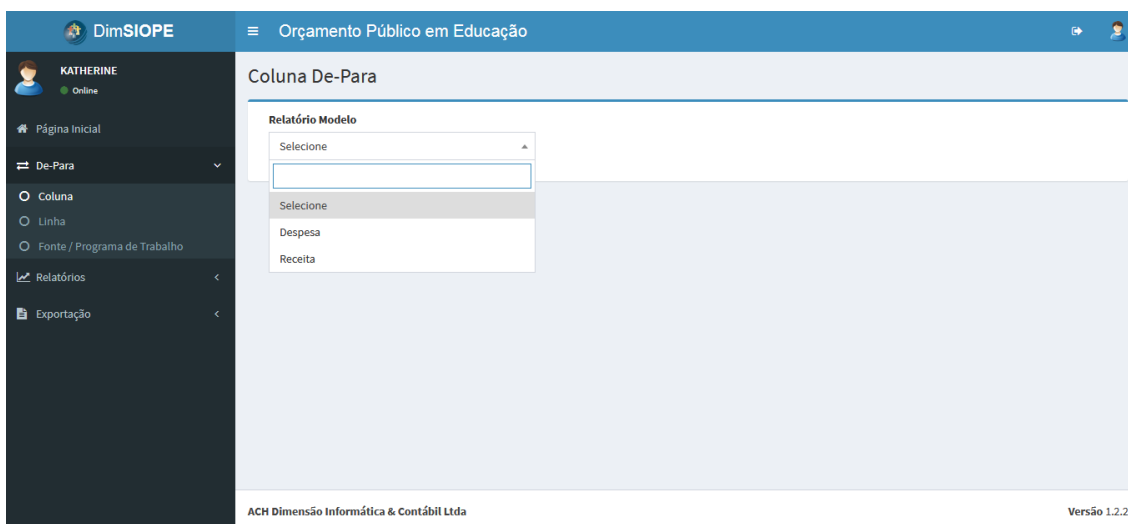 DimSIOPE
Orçamento Público em Educação
KATHERINE
Online
Página Inicial
De-Para
Coluna
Linha
Fonte / Programa de Trabalho
Relatórios
Exportação
Coluna De-Para
Relatório Modelo
Selecione
Selecione
Despesa
Receita
ACH Dimensão Informática & Contábil Ltda
Versão 1.2.2